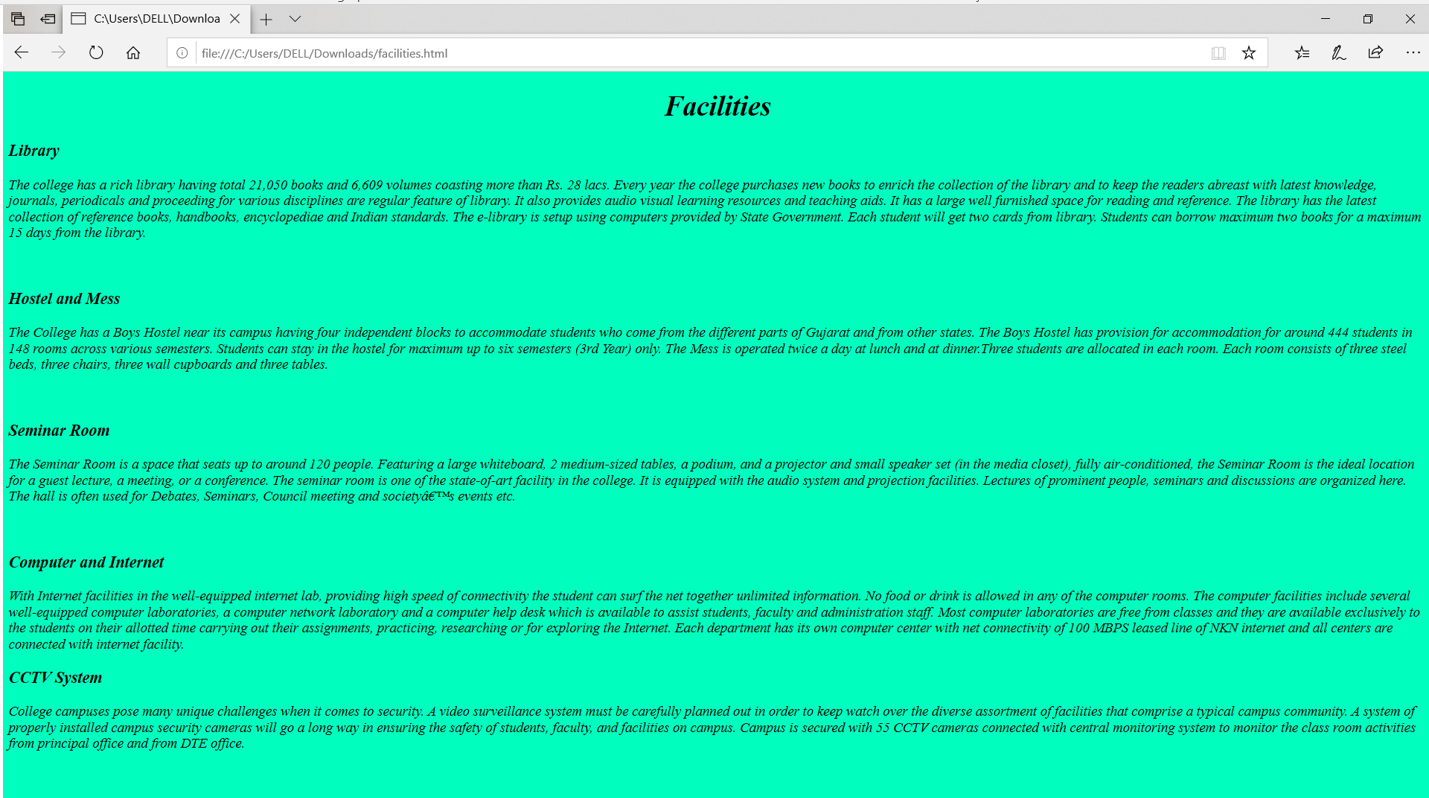 C:\Users\DELL\Downloa
file:///C:/Users/DELL/Downloads/facilities.html
Facilities
Library
The college has a rich library having total 21,050 books and 6,609 volumes coasting more than Rs. 28 lacs. Every year the college purchases new books to enrich the collection of the library and to keep the readers abreast with latest knowledge,
journals, periodicals and proceeding for various disciplines are regular feature of library. It also provides audio visual learning resources and teaching aids. It has a large well furnished space for reading and reference. The library has the latest
collection of reference books, handbooks, encyclopediae and Indian standards. The e-library is setup using computers provided by State Government. Each student will get two cards from library. Students can borrow maximum two books for a maximum
15 days from the library.
Hostel and Mess
The College has a Boys Hostel near its campus having four independent blocks to accommodate students who come from the different parts of Gujarat and from other states. The Boys Hostel has provision for accommodation for around 444 students in
148 rooms across various semesters. Students can stay in the hostel for maximum up to six semesters (3rd Year) only. The Mess is operated twice a day at lunch and at dinner.Three students are allocated in each room. Each room consists of three steel
beds, three chairs, three wall cupboards and three tables.
Seminar Room
The Seminar Room is a space that seats up to around 120 people. Featuring a large whiteboard, 2 medium-sized tables, a podium, and a projector and small speaker set (in the media closet), fully air-conditioned, the Seminar Room is the ideal location
for a guest lecture, a meeting, or a conference. The seminar room is one of the state-of-art facility in the college. It is equipped with the audio system and projection facilities. Lectures of prominent people, seminars and discussions are organized here.
The hall is often used for Debates, Seminars, Council meeting and societyâ€™s events etc.
Computer and Internet
With Internet facilities in the well-equipped internet lab, providing high speed of connectivity the student can surf the net together unlimited information. No food or drink is allowed in any of the computer rooms. The computer facilities include several
well-equipped computer laboratories, a computer network laboratory and a computer help desk which is available to assist students, faculty and administration staff. Most computer laboratories are free from classes and they are available exclusively to
the students on their allotted time carrying out their assignments, practicing, researching or for exploring the Internet. Each department has its own computer center with net connectivity of 100 MBPS leased line of NKN internet and all centers are
connected with internet facility.
CCTV System
College campuses pose many unique challenges when it comes to security. A video surveillance system must be carefully planned out in order to keep watch over the diverse assortment of facilities that comprise a typical campus community. A system of
properly installed campus security cameras will go a long way in ensuring the safety of students, faculty, and facilities on campus. Campus is secured with 55 CCTV cameras connected with central monitoring system to monitor the class room activities
from principal office and from DTE office.